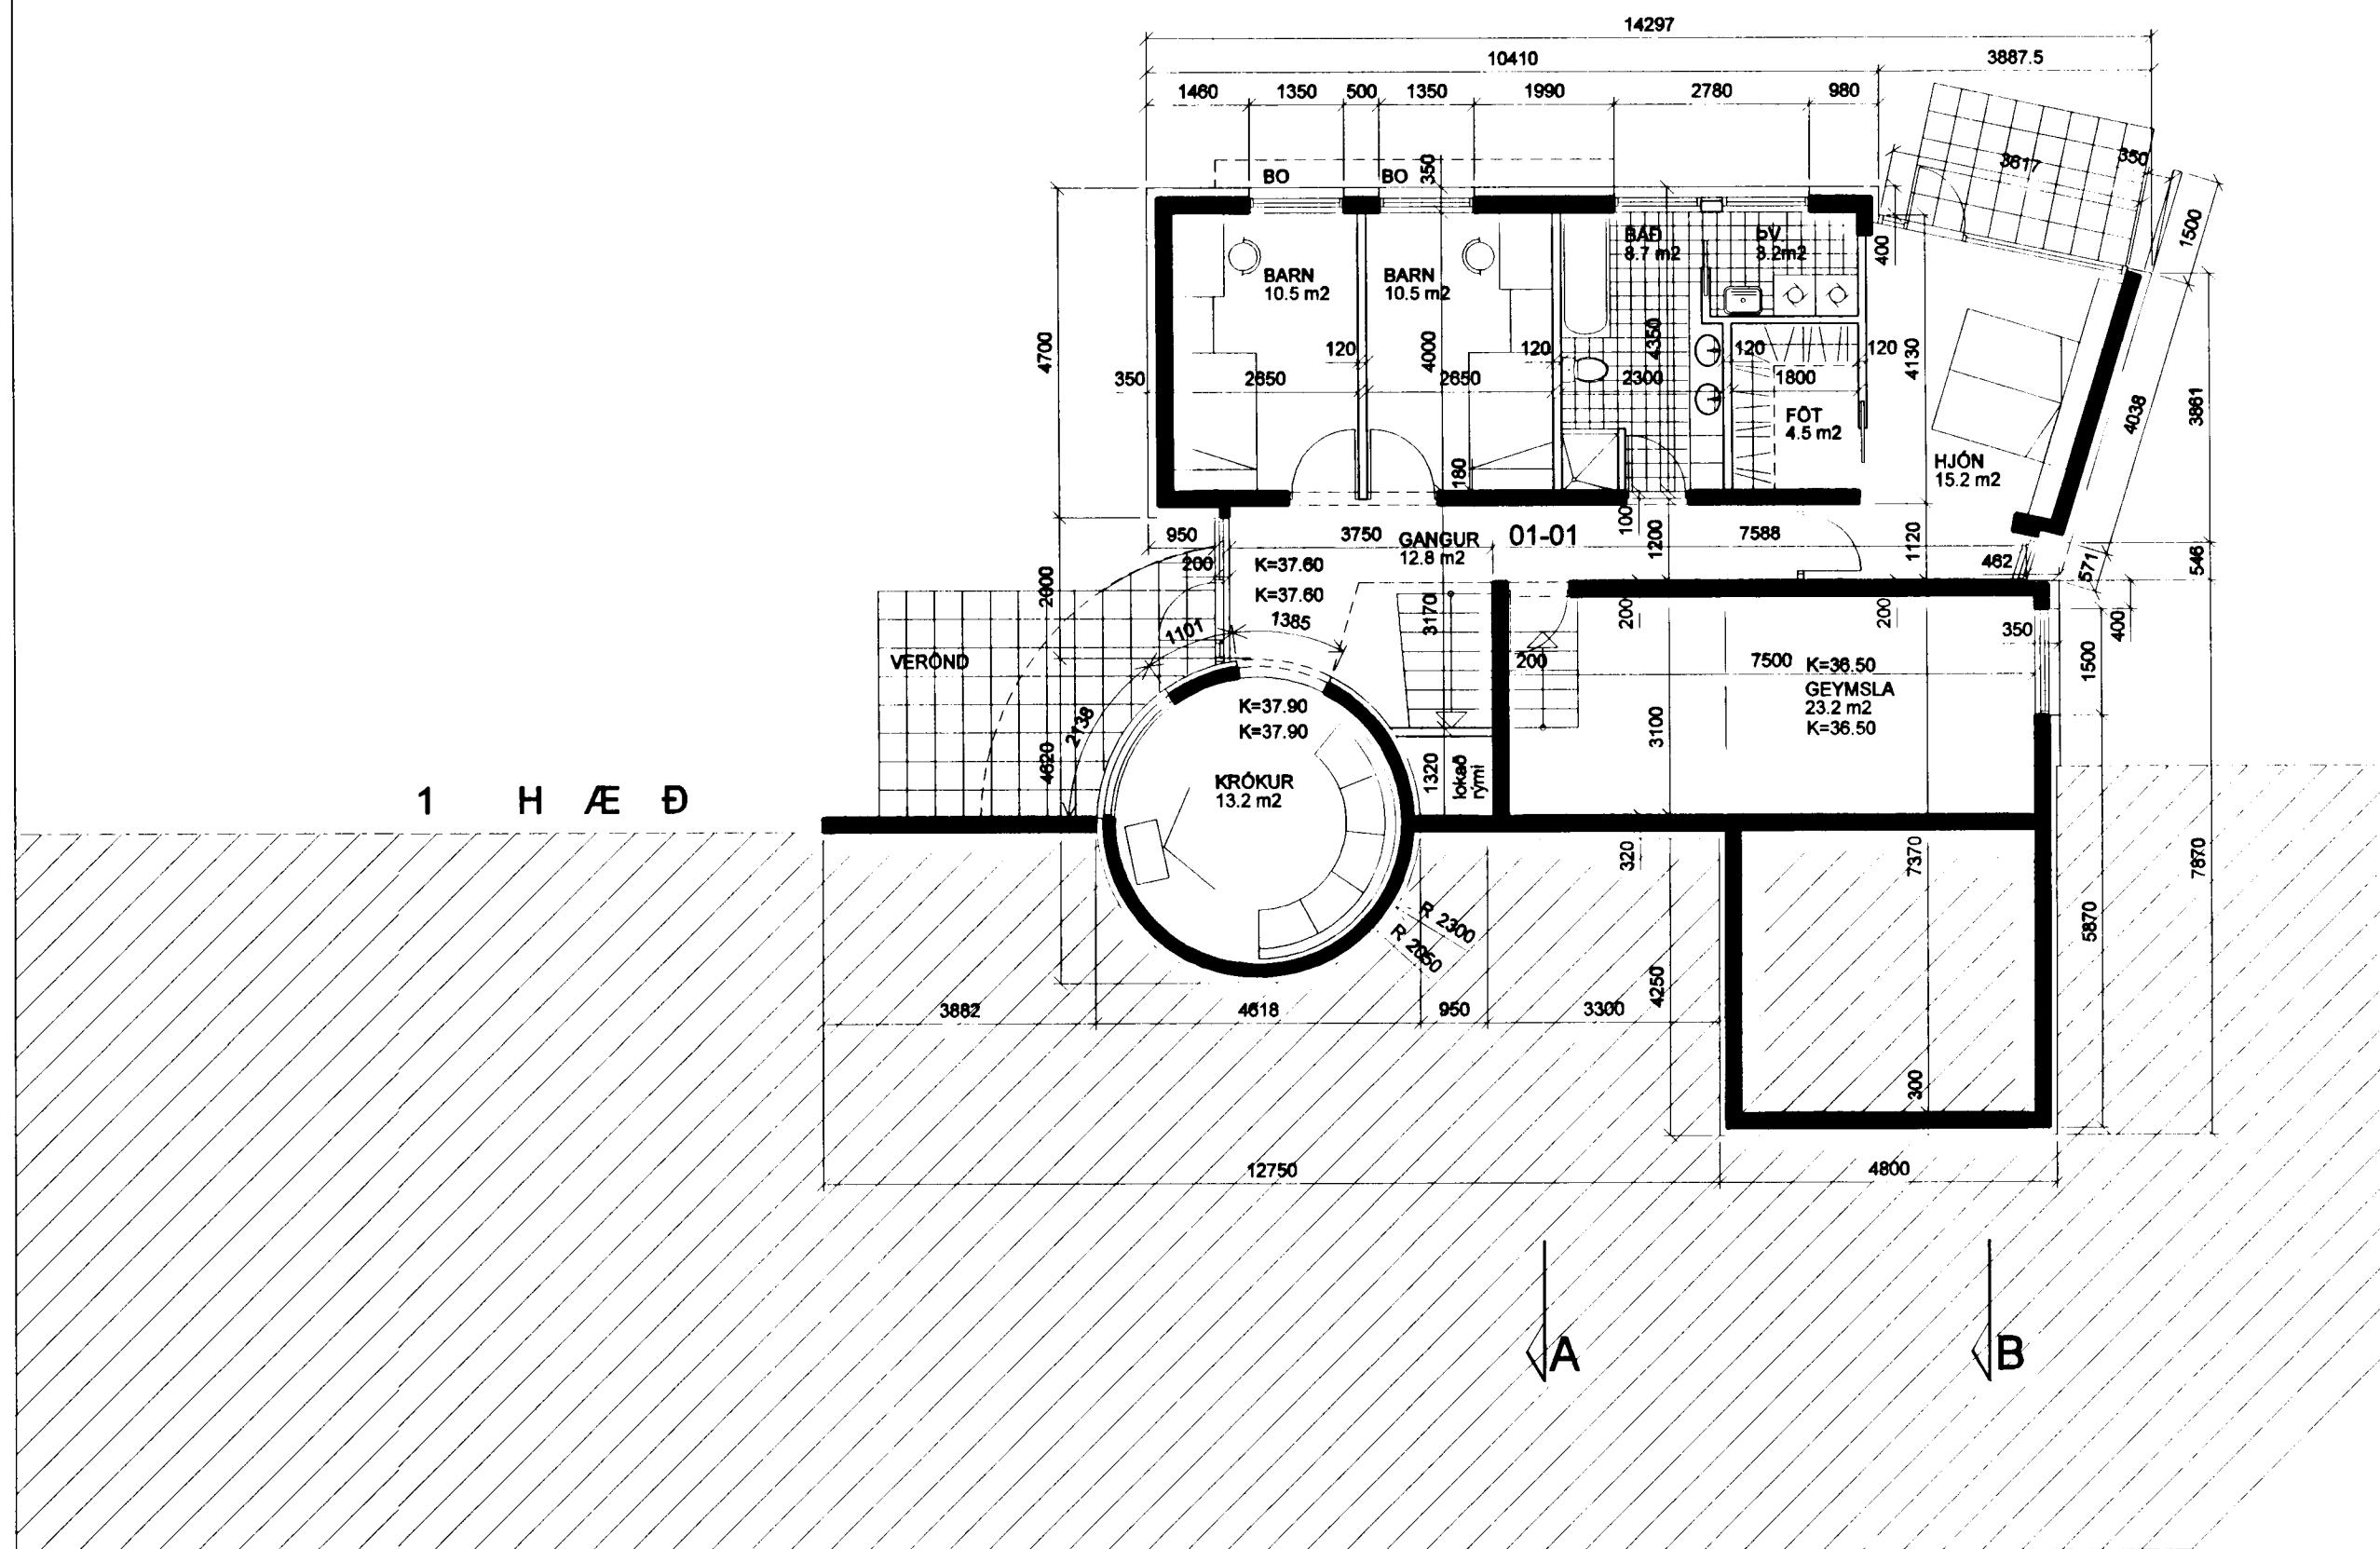 14297
10410
3887.5
1460
1350
500
1350
1990
2780
980
350
BO
BO
3617
350
1500
400
BARN
10.5 m2
BARN
10.5 m2
BAÐ
8.7 m2
ÞV
3.2m2
4700
350
120
2650
4000
120
2650
4350
2300
120
1800
120
4130
FÖT
4.5 m2
HJÓN
15.2 m2
4038
3861
180
950
200
3750
GANGUR
12.8 m2
01-01
100
1200
7588
1120
462
571
546
2000
K=37.60
K=37.60
1385
1101
3170
200
200
350
400
1500
VERÖND
200
7500
K=36.50
GEYMSLA
23.2 m2
K=36.50
2138
4620
K=37.90
K=37.90
3100
1320
lokað
rými
KRÓKUR
13.2 m2
1 HÆÐ
320
7370
7870
5870
R 2300
R 2050
3882
4618
950
3300
4250
300
12750
4800
A
B